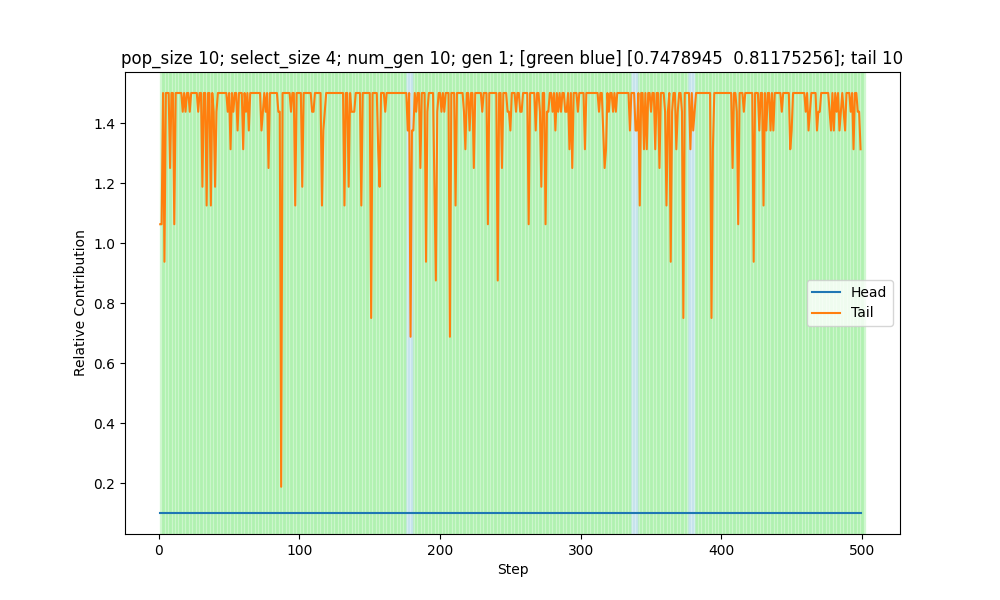 pop_size 10; select_size 4; num_gen 10; gen 1; [green blue] [0.7478945  0.81175256]; tail 10
1.4
1.2
1.0
0.8
0.6
0.4
0.2
Relative Contribution
Head
Tail
0 100 200 300 400 500
Step